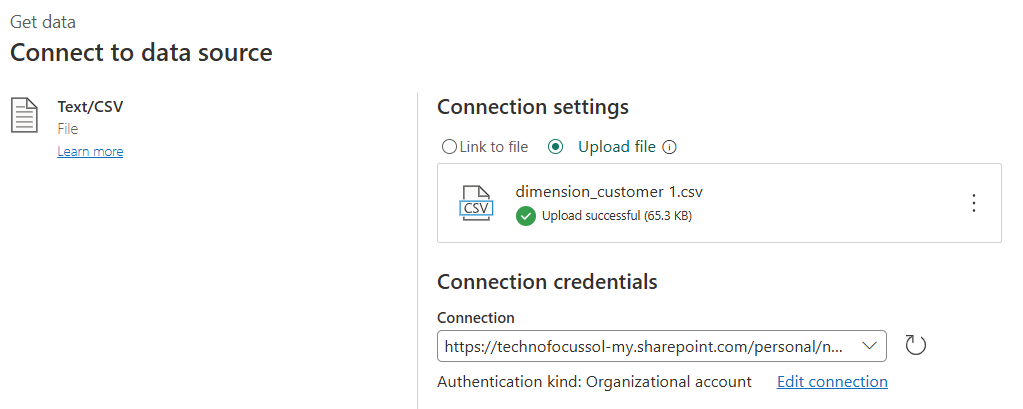 Get data
Connect to data source
Text/CSV
File
Learn more
Connection settings
Link to file Upload file
CSV
dimension_customer 1.csv
Upload successful (65.3 KB)
Connection credentials
Connection
https://technofocussol-my.sharepoint.com/personal/n...
Authentication kind: Organizational account Edit connection